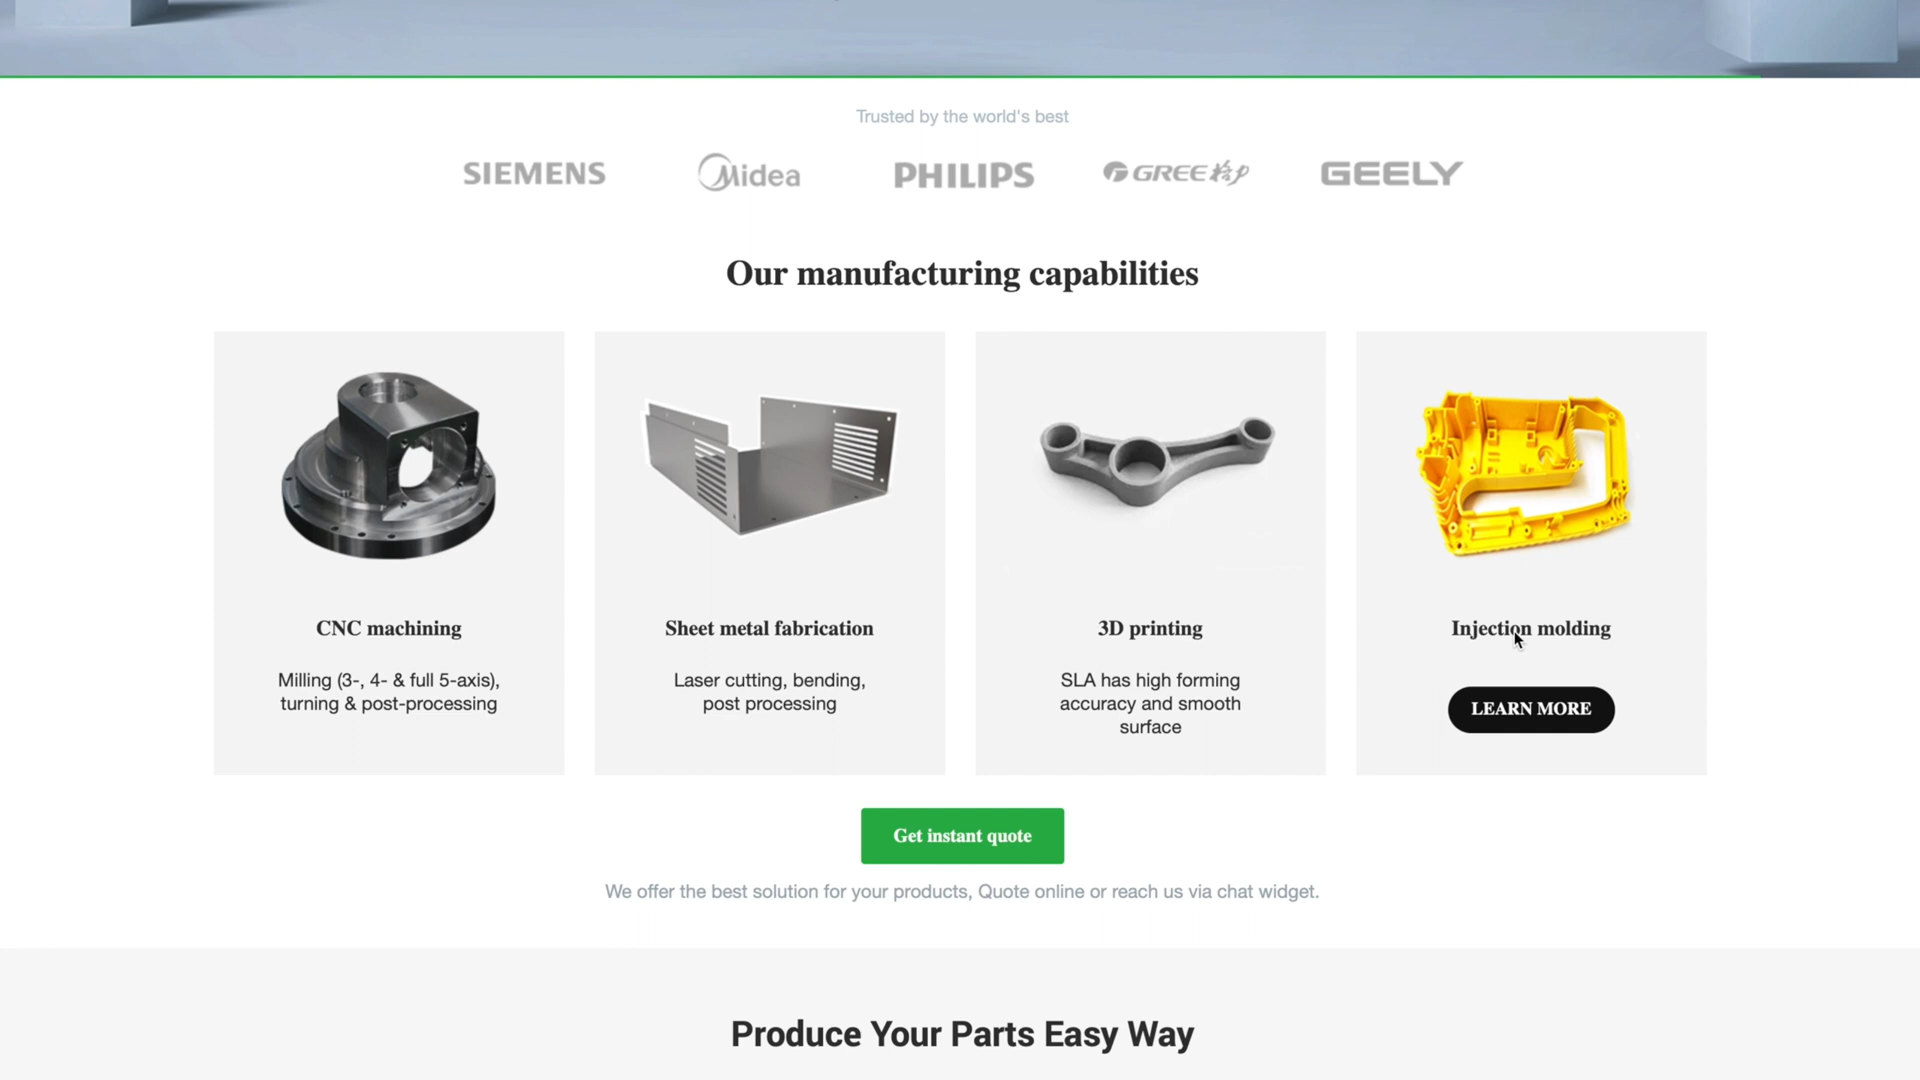 Trusted by the world's best
SIEMENS
Midea
PHILIPS
GREE格力
GEELY
Our manufacturing capabilities
CNC machining
Milling (3-, 4- & full 5-axis),
turning & post-processing
Sheet metal fabrication
Laser cutting, bending,
post processing
3D printing
SLA has high forming
accuracy and smooth
surface
Injection molding
LEARN MORE
Get instant quote
We offer the best solution for your products, Quote online or reach us via chat widget.
Produce Your Parts Easy Way